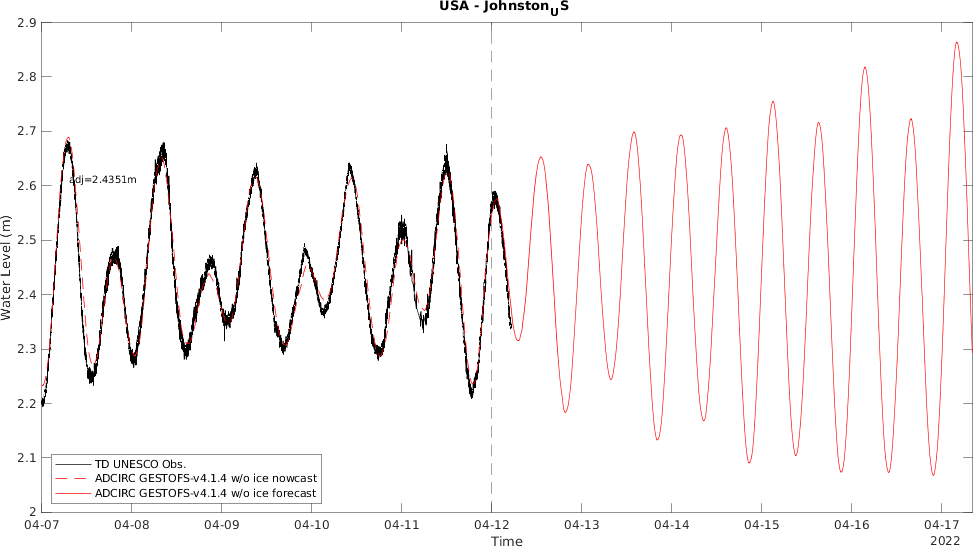 USA - Johnston_US
2.9
2.8
2.7
2.6
2.5
2.4
2.3
2.2
2.1
2
Water Level (m)
adj=2.4351m
TD UNESCO Obs.
ADCIRC GESTOFS-v4.1.4 w/o ice nowcast
ADCIRC GESTOFS-v4.1.4 w/o ice forecast
04-07 04-08 04-09 04-10 04-11 04-12 04-13 04-14 04-15 04-16 04-17
Time
2022